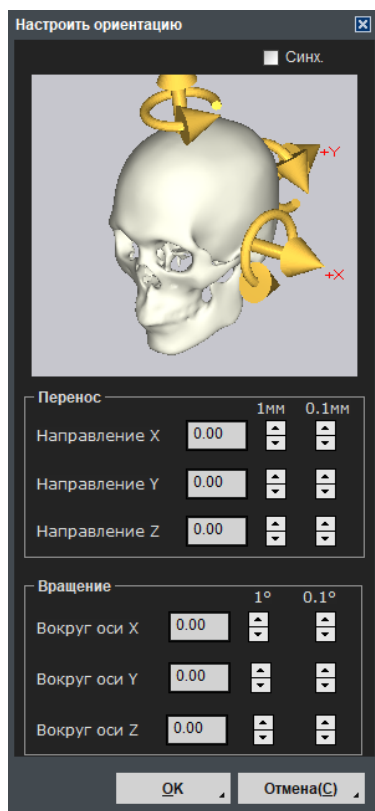 Настроить ориентацию
Синх.
+Y
+X
Перенос
1мм 0.1мм
Направление X 0.00
Направление Y 0.00
Направление Z 0.00
Вращение
1° 0.1°
Вокруг оси X 0.00
Вокруг оси Y 0.00
Вокруг оси Z 0.00
OK Отмена(C)